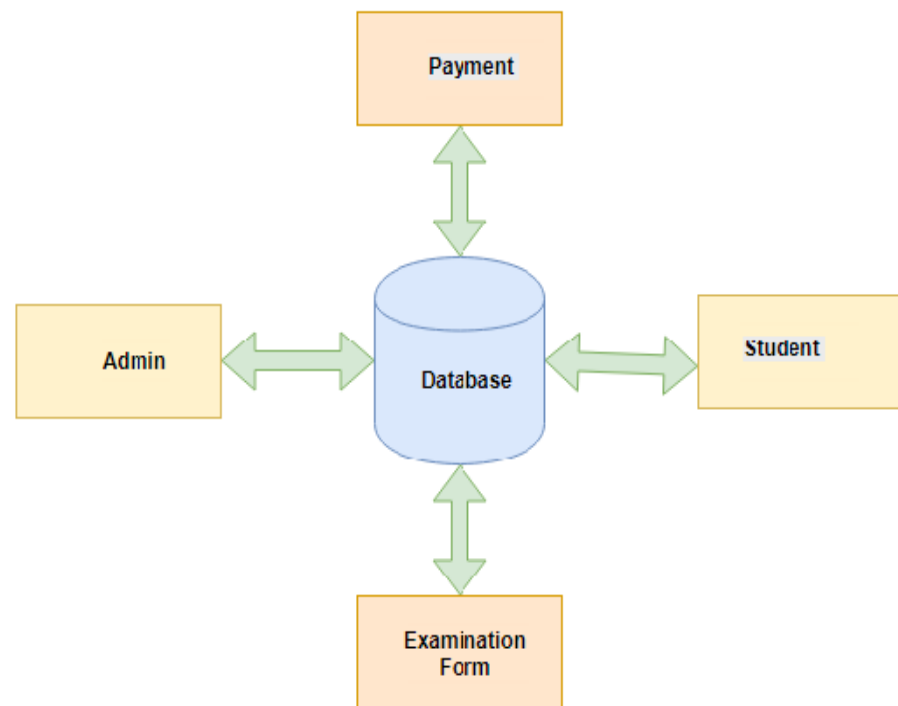 Payment
Admin
Database
Student
Examination
Form